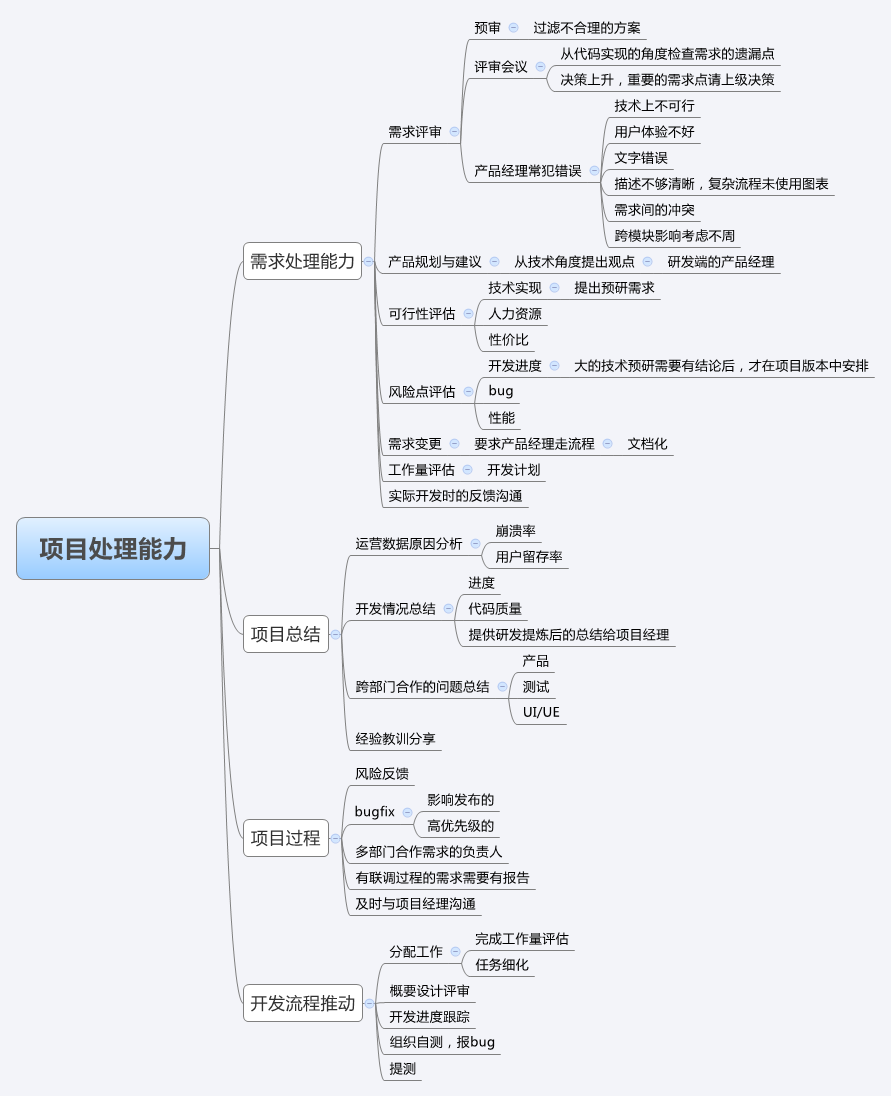 项目处理能力
需求处理能力
需求评审
预审
过滤不合理的方案
评审会议
从代码实现的角度检查需求的遗漏点
决策上升，重要的需求点请上级决策
产品经理常犯错误
技术上不可行
用户体验不好
文字错误
描述不够清晰，复杂流程未使用图表
需求间的冲突
跨模块影响考虑不周
产品规划与建议
从技术角度提出观点
研发端的产品经理
可行性评估
技术实现
提出预研需求
人力资源
性价比
风险点评估
开发进度
大的技术预研需要有结论后，才在项目版本中安排
bug
性能
需求变更
要求产品经理走流程
文档化
工作量评估
开发计划
实际开发时的反馈沟通
项目总结
运营数据原因分析
崩溃率
用户留存率
开发情况总结
进度
代码质量
提供研发提炼后的总结给项目经理
跨部门合作的问题总结
产品
测试
UI/UE
经验教训分享
项目过程
风险反馈
bugfix
影响发布的
高优先级的
多部门合作需求的负责人
有联调过程的需求需要有报告
及时与项目经理沟通
开发流程推动
分配工作
完成工作量评估
任务细化
概要设计评审
开发进度跟踪
组织自测，报bug
提测